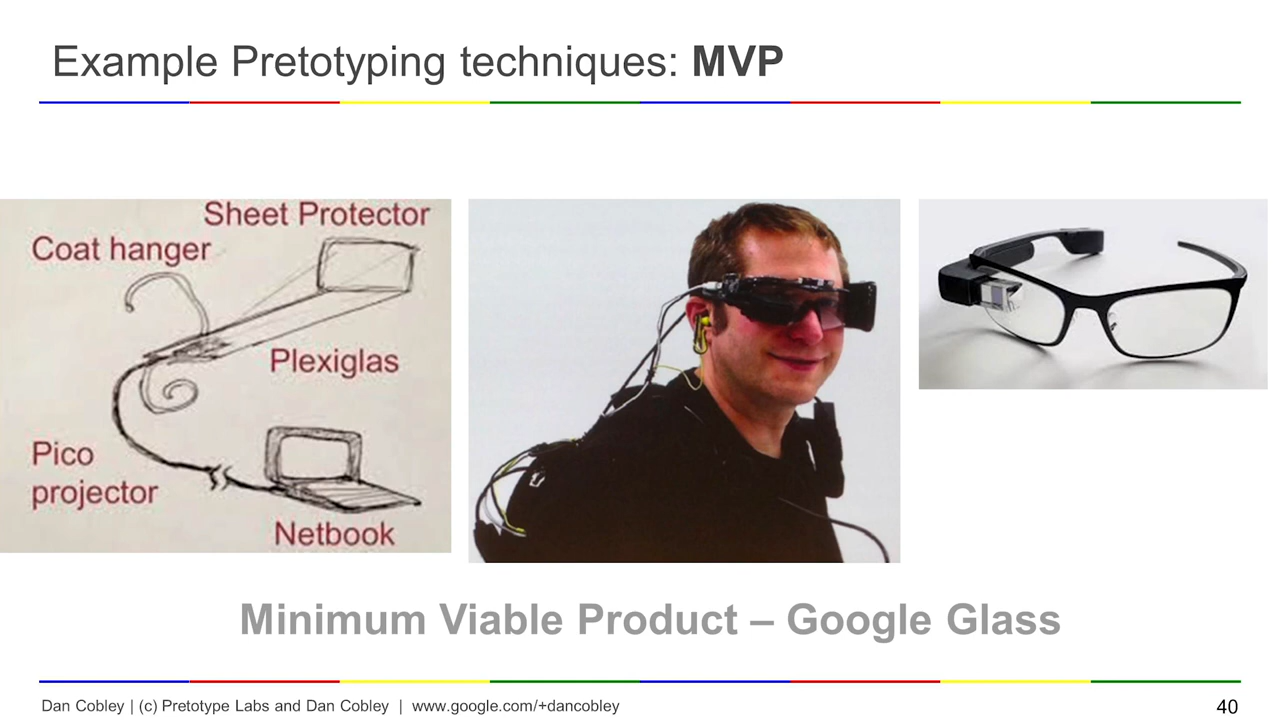 Example Pretotyping techniques: MVP
Sheet Protector
Coat hanger
Plexiglas
Pico
projector
Netbook
Minimum Viable Product – Google Glass
Dan Cobley | (c) Pretotype Labs and Dan Cobley | www.google.com/+dancobley
40